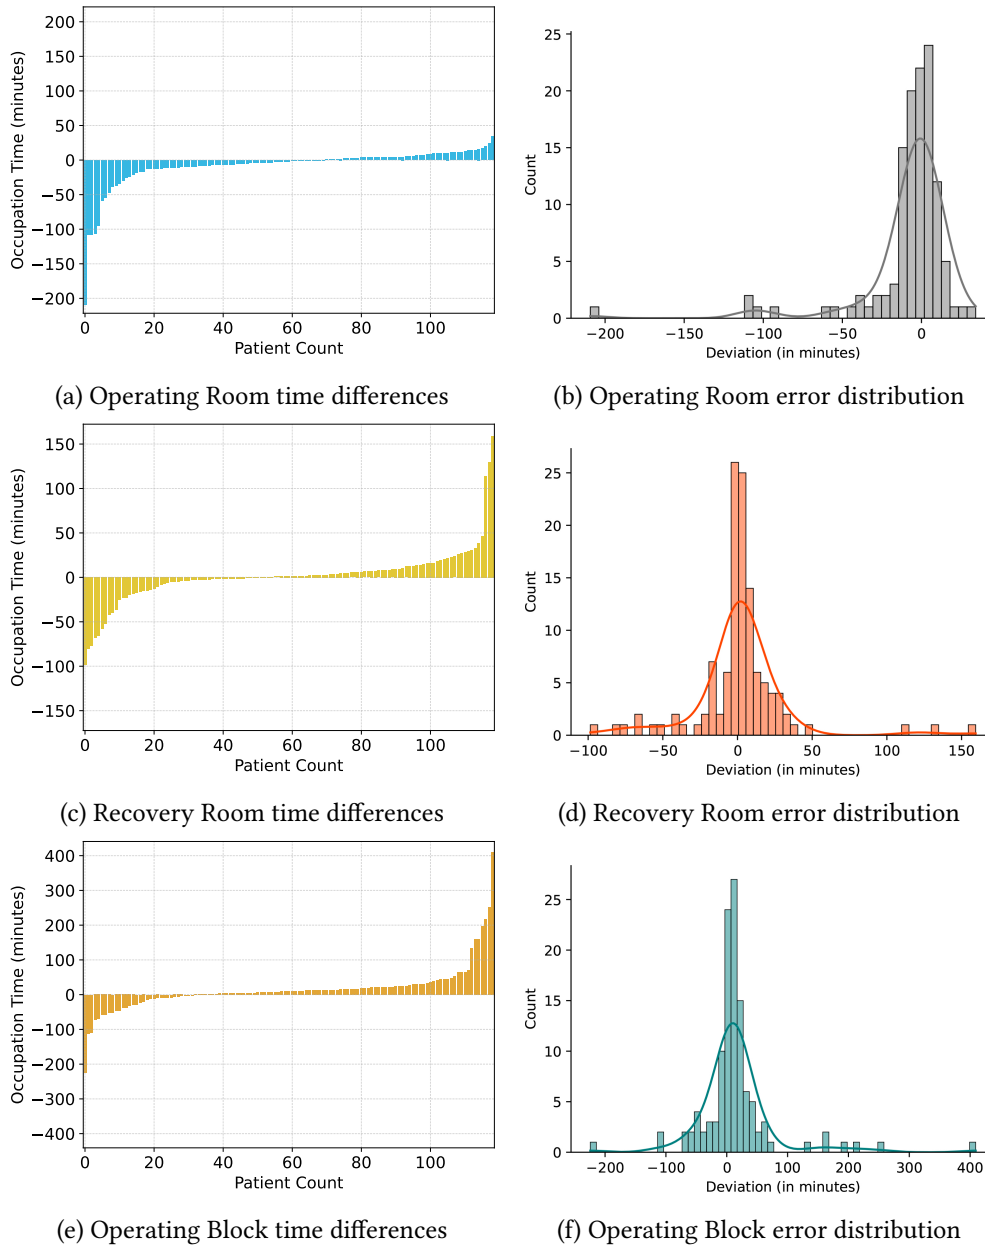 Occupation Time (minutes)
200
150
100
50
0
−50
−100
−150
−200
0 20 40 60 80 100
Patient Count
(a) Operating Room time differences
Count
25
20
15
10
5
0
−200 −150 −100 −50 0
Deviation (in minutes)
(b) Operating Room error distribution
Occupation Time (minutes)
150
100
50
0
−50
−100
−150
0 20 40 60 80 100
Patient Count
(c) Recovery Room time differences
Count
25
20
15
10
5
0
−100 −50 0 50 100 150
Deviation (in minutes)
(d) Recovery Room error distribution
Occupation Time (minutes)
400
300
200
100
0
−100
−200
−300
−400
0 20 40 60 80 100
Patient Count
(e) Operating Block time differences
Count
25
20
15
10
5
0
−200 −100 0 100 200 300 400
Deviation (in minutes)
(f) Operating Block error distribution